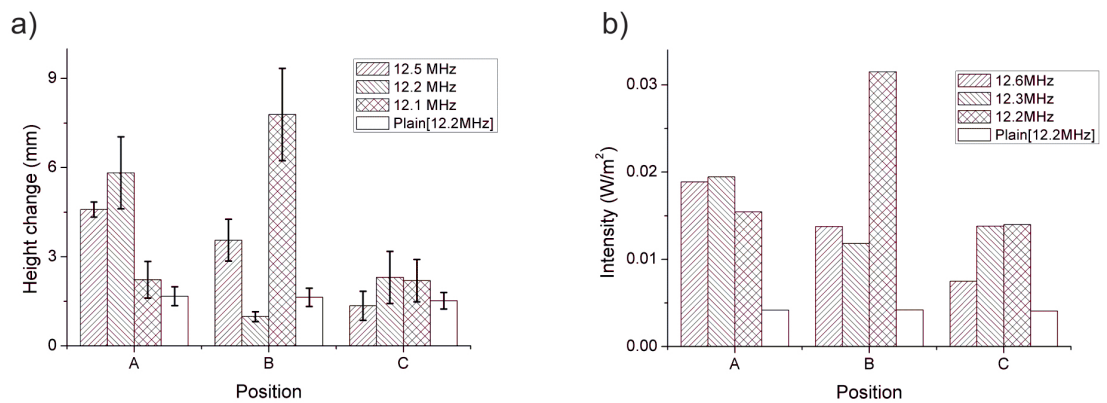 a)
9
6
3
0
Height change (mm)
12.5 MHz
12.2 MHz
12.1 MHz
Plain[12.2MHz]
A B C
Position
b)
0.03
0.02
0.01
0.00
Intensity (W/m²)
12.6MHz
12.3MHz
12.2MHz
Plain[12.2MHz]
A B C
Position